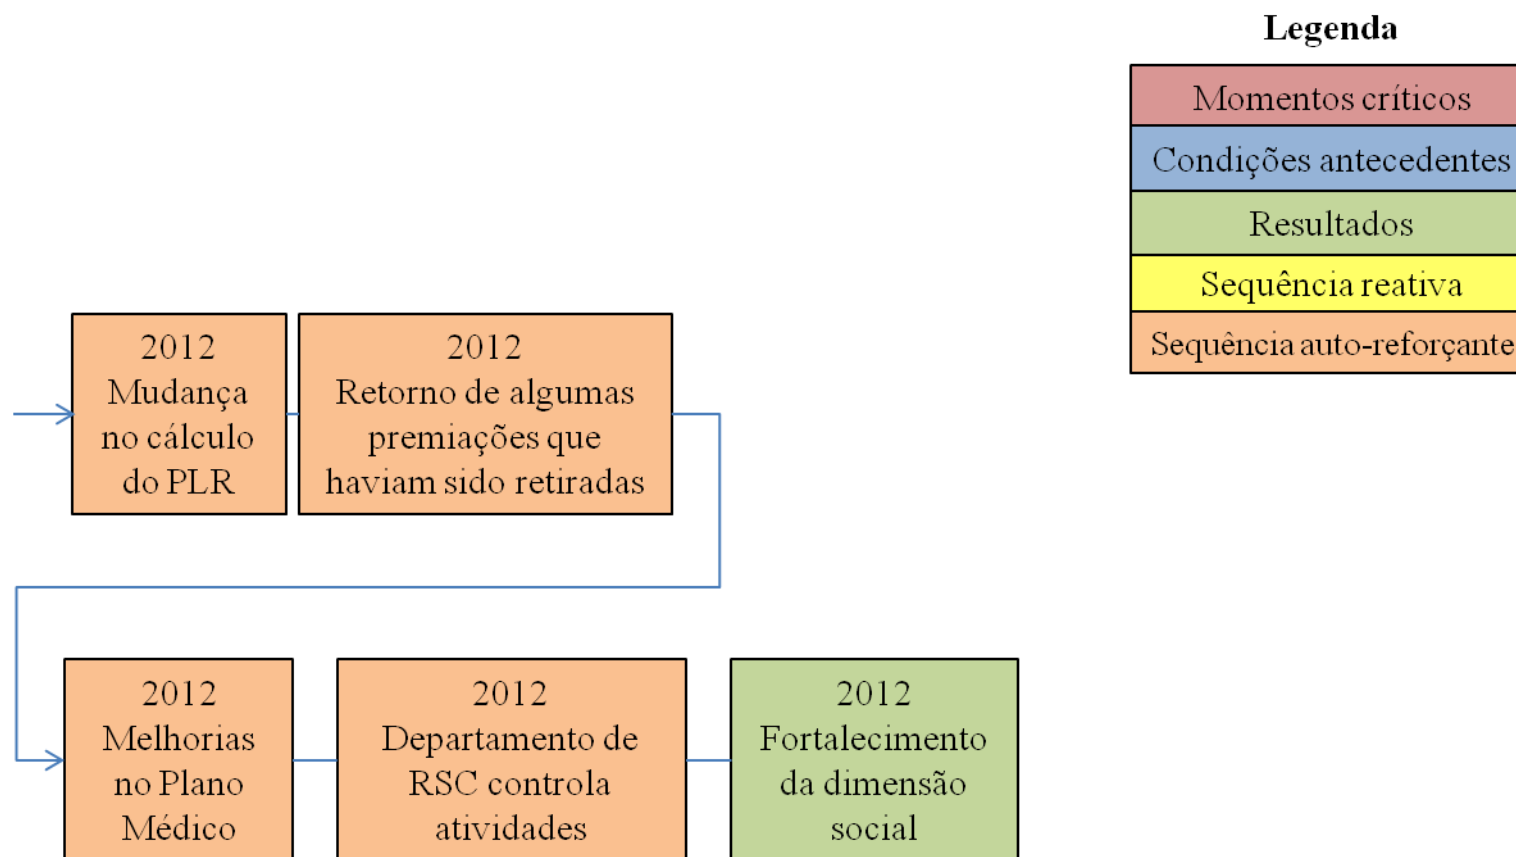 Legenda
Momentos críticos
Condições antecedentes
Resultados
Sequência reativa
Sequência auto-reforçante
2012
Mudança
no cálculo
do PLR
2012
Retorno de algumas
premiações que
haviam sido retiradas
2012
Melhorias
no Plano
Médico
2012
Departamento de
RSC controla
atividades
2012
Fortalecimento
da dimensão
social